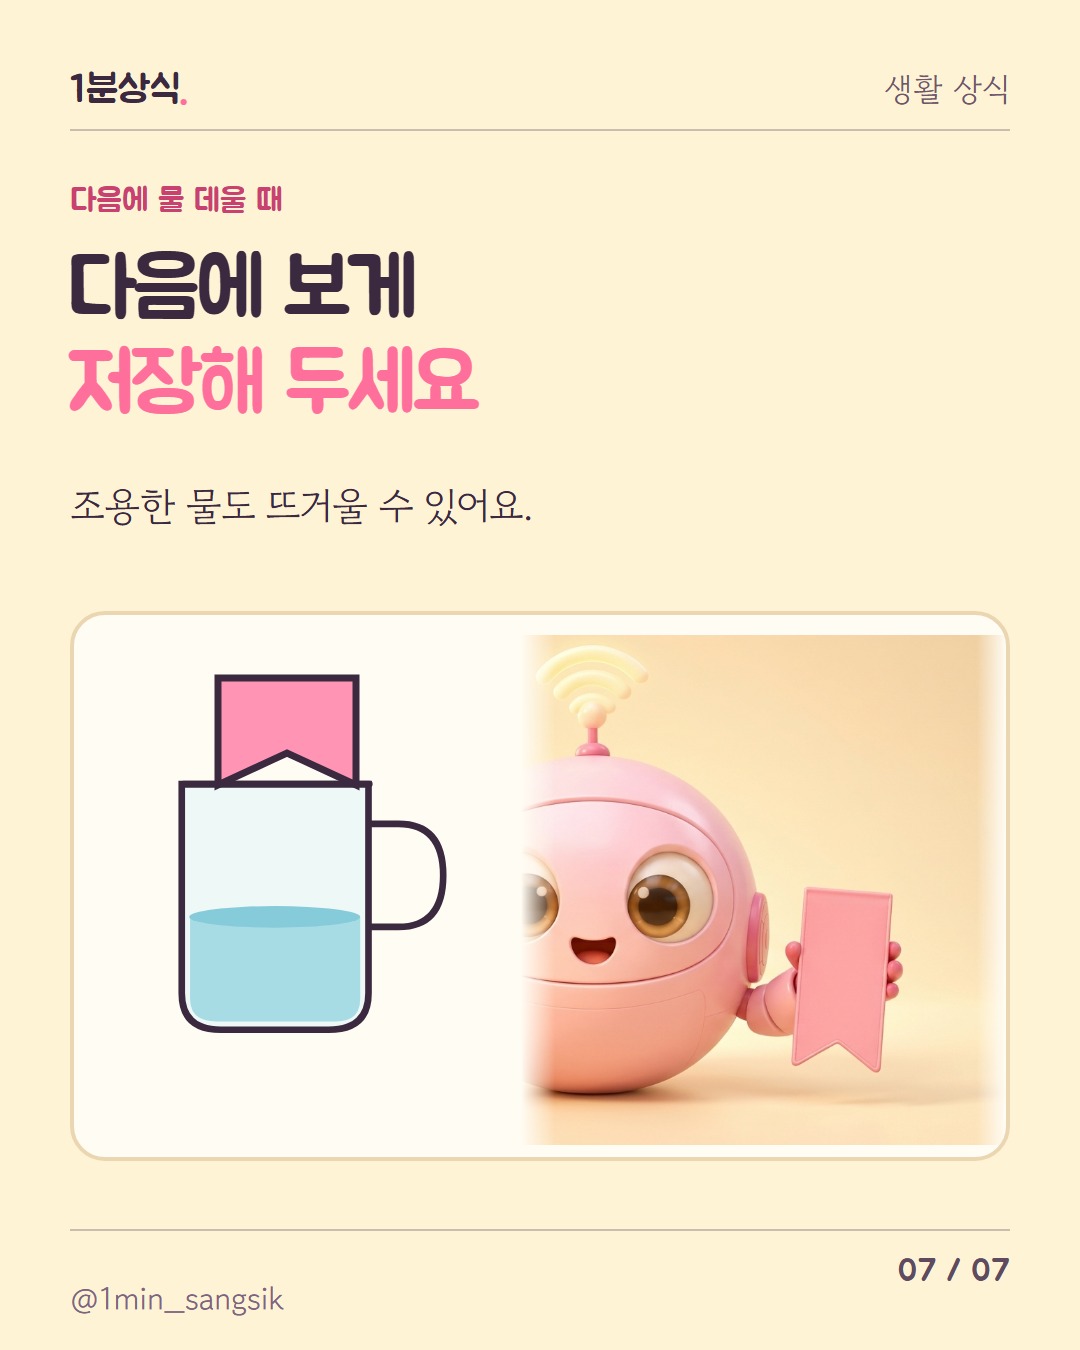 1분상식.
생활 상식
다음에 물 데울 때
다음에 보게
저장해 두세요
조용한 물도 뜨거울 수 있어요.
07 / 07
@1min_sangsik